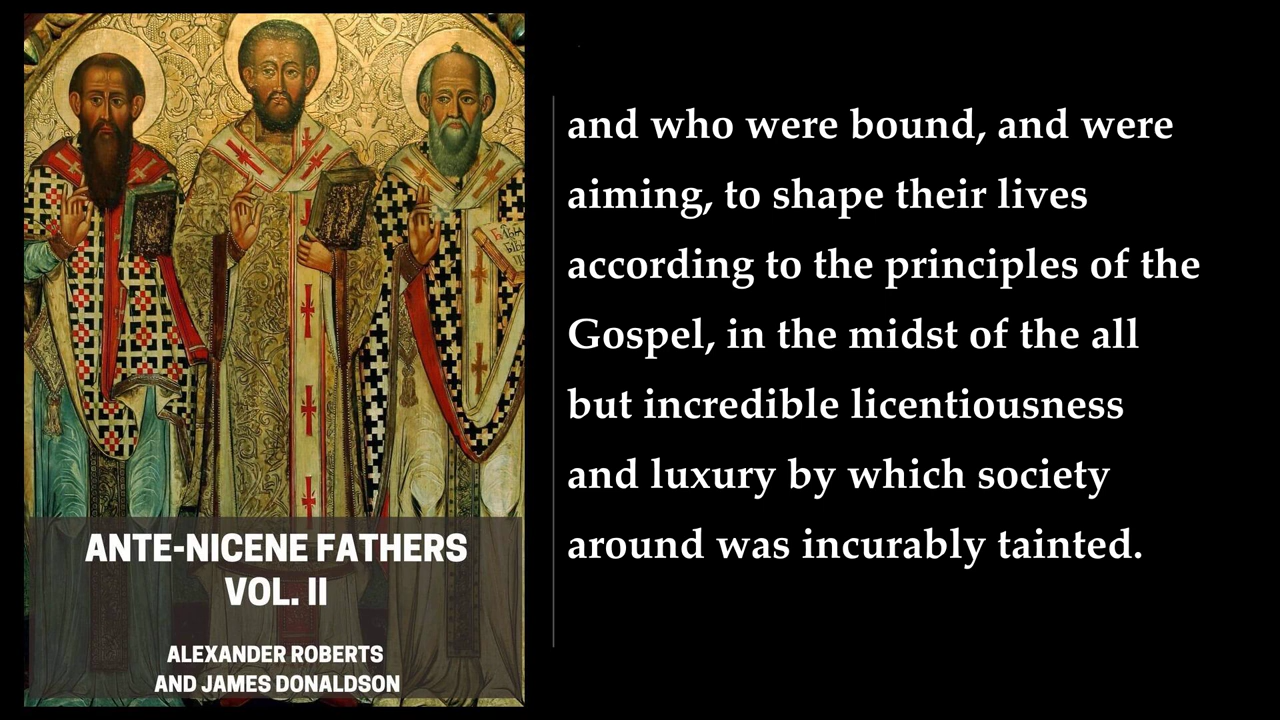 ANTE-NICENE FATHERS
VOL. II
ALEXANDER ROBERTS
AND JAMES DONALDSON
and who were bound, and were
aiming, to shape their lives
according to the principles of the
Gospel, in the midst of the all
but incredible licentiousness
and luxury by which society
around was incurably tainted.